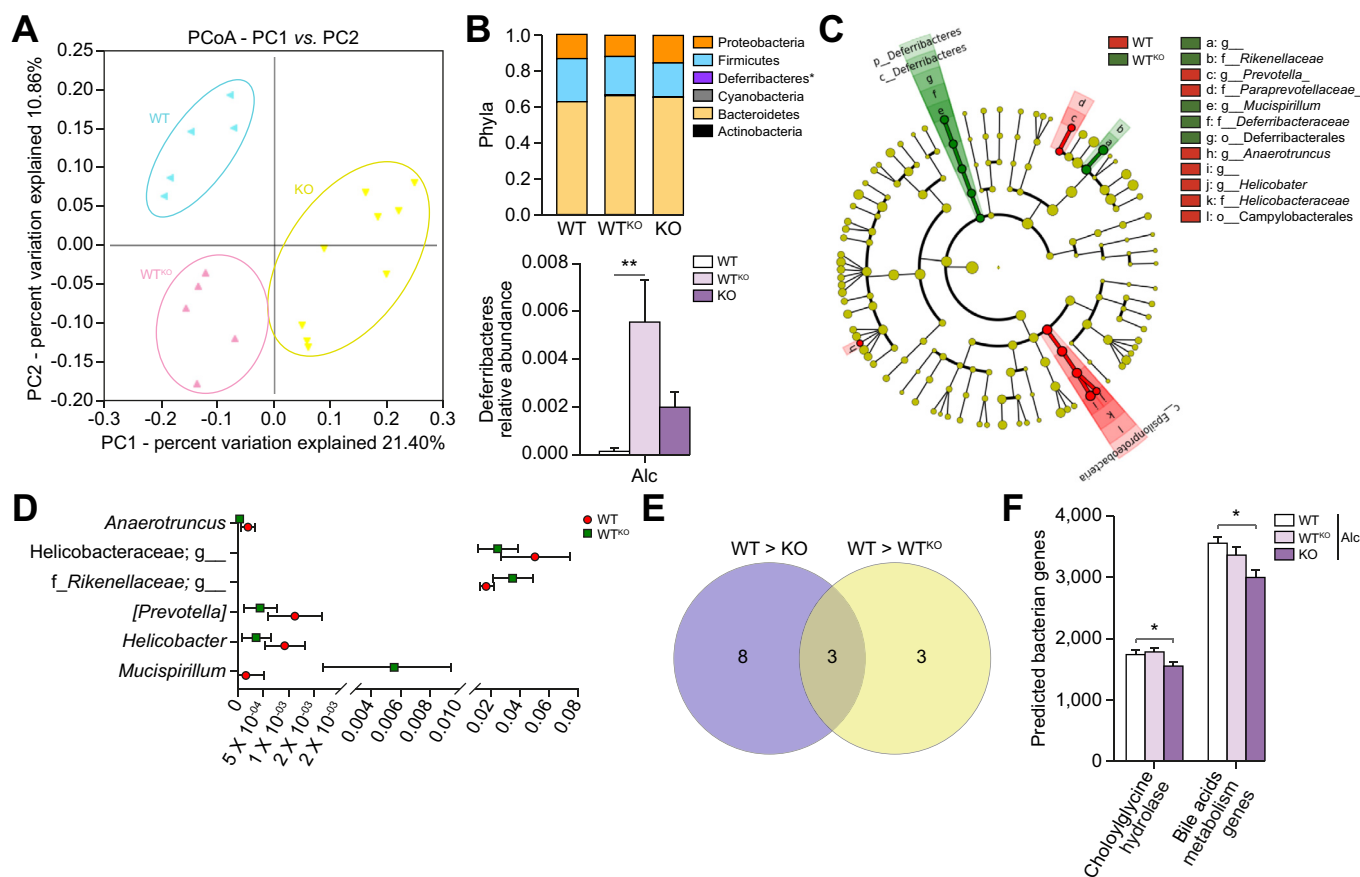 A
PCoA - PC1 vs. PC2
PC2 - percent variation explained 10.86%
0.25
0.20
0.15
0.10
0.05
0.00
-0.05
-0.10
-0.15
-0.20
WT
KO
WTKO
-0.3
-0.2
-0.1
0.0
0.1
0.2
0.3
PC1 - percent variation explained 21.40%
B
Phyla
1.0
0.8
0.6
0.4
0.2
0.0
WT
WTKO
KO
Proteobacteria
Firmicutes
Deferribacteres*
Cyanobacteria
Bacteroidetes
Actinobacteria
Deferribacteres
relative abundance
0.008
0.006
0.004
0.002
0.000
**
Alc
WT
WTKO
KO
C
p__Deferribacteres
c__Deferribacteres
g
f
e
d
c
b
a
h
i
j
k
l
c_Epsilonproteobacteria
WT
WTKO
a: g__
b: f__Rikenellaceae
c: g__Prevotella_
d: f__Paraprevotellaceae_
e: g__Mucispirillum
f: f__Deferribacteraceae
g: o__Deferribacterales
h: g__Anaerotruncus
i: g__
j: g__Helicobater
k: f__Helicobacteraceae
l: o__Campylobacterales
D
Anaerotruncus
Helicobacteraceae; g__
f_Rikenellaceae; g__
[Prevotella]
Helicobacter
Mucispirillum
WT
WTKO
0
5 X 10-04
1 X 10-03
2 X 10-03
2 X 10-03
0.004
0.006
0.008
0.010
0.02
0.04
0.06
0.08
E
WT > KO
WT > WTKO
8
3
3
F
Predicted bacterian genes
4,000
3,000
2,000
1,000
0
*
*
WT
WTKO
KO
Alc
Choloylglycine
hydrolase
Bile acids
metabolism
genes